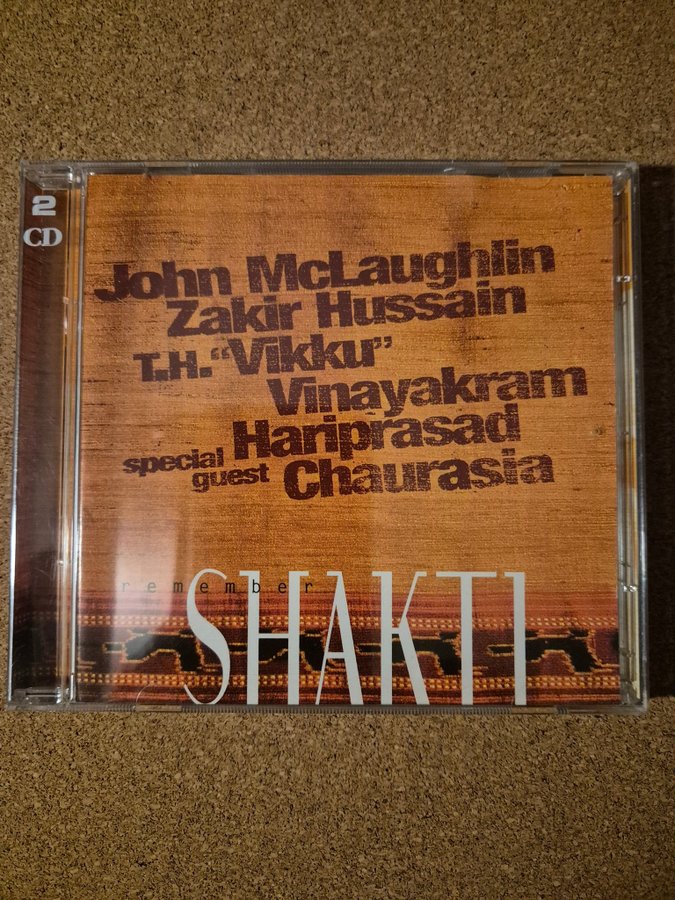 2
CD
John McLaughlin
Zakir Hussain
T.H. "Vikku"
Vinayakram
special guest Hariprasad
Chaurasia
remember
SHAKTI